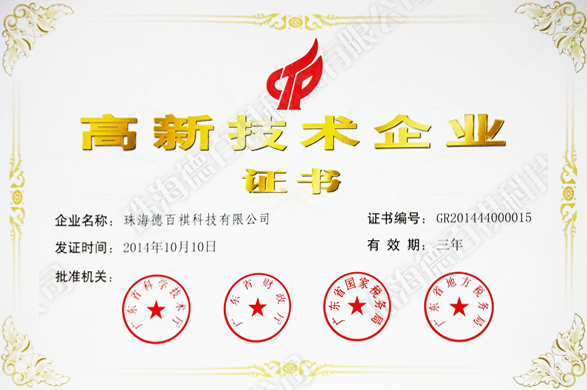 高新技术企业
证书
企业名称：珠海德百祺科技有限公司
证书编号：GR201444000015
发证时间：2014年10月10日
有效期：三年
批准机关：
广东省科学技术厅
广东省财政厅
广东省国家税务局
广东省地方税务局